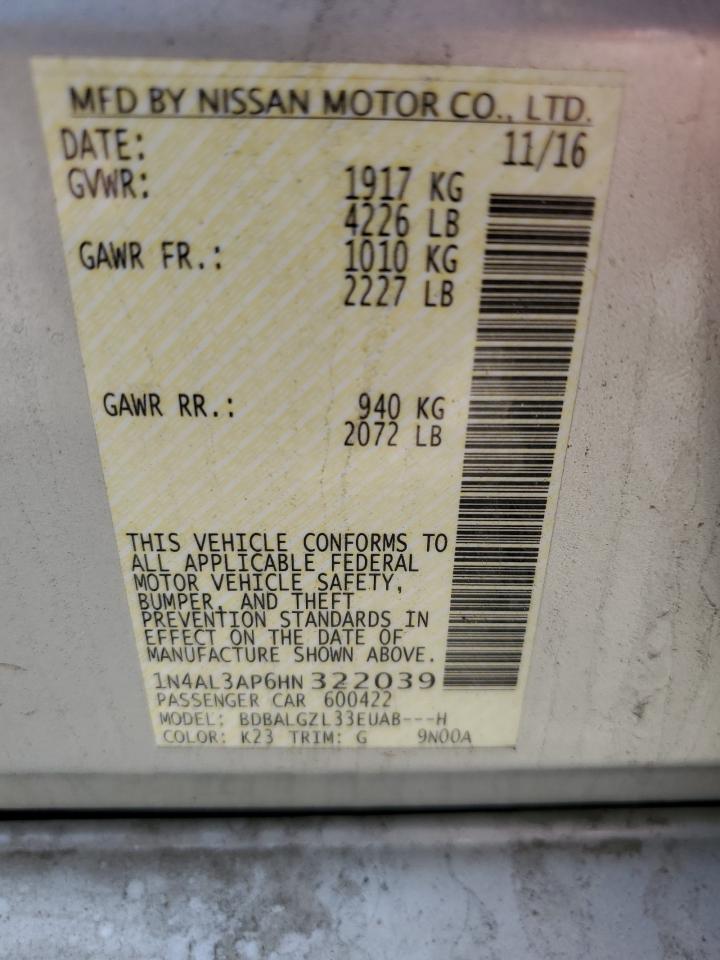 MFD BY NISSAN MOTOR CO., LTD.
DATE: 11/16
GVWR: 1917 KG
4226 LB
GAWR FR.: 1010 KG
2227 LB
GAWR RR.: 940 KG
2072 LB
THIS VEHICLE CONFORMS TO
ALL APPLICABLE FEDERAL
MOTOR VEHICLE SAFETY,
BUMPER, AND THEFT
PREVENTION STANDARDS IN
EFFECT ON THE DATE OF
MANUFACTURE SHOWN ABOVE.
1N4AL3AP6HN 322039
PASSENGER CAR 600422
MODEL: BDBALGZL33EUAB---H
COLOR: K23 TRIM: G 9N00A